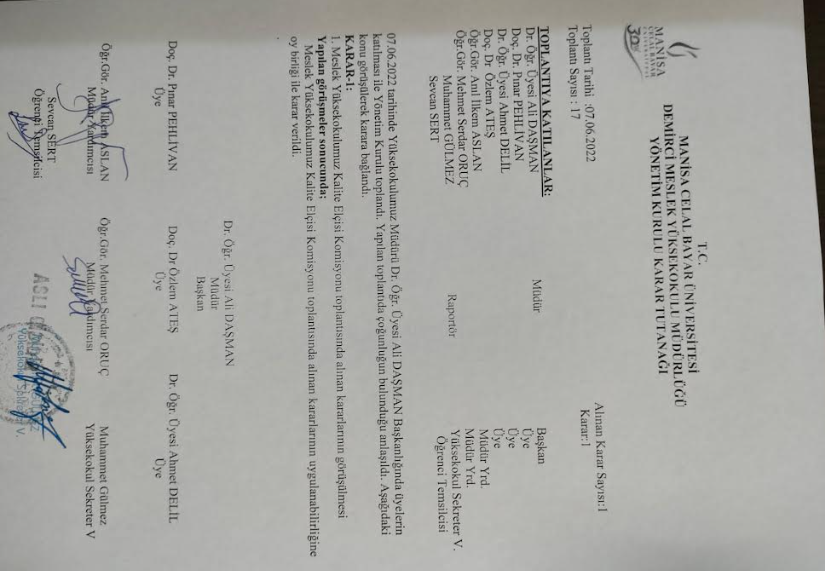 MANİSA
CELAL BAYAR
ÜNİVERSİTESİ
30
T.C.
MANİSA CELAL BAYAR ÜNİVERSİTESİ
DEMİRCİ MESLEK YÜKSEKOKULU MÜDÜRLÜĞÜ
YÖNETİM KURULU KARAR TUTANAĞI
Toplantı Tarihi :07.06.2022 Alınan Karar Sayısı:1
Toplantı Sayısı : 17 Karar:1
TOPLANTIYA KATILANLAR:
Dr. Öğr. Üyesi Ali DAŞMAN Müdür Başkan
Doç. Dr. Pınar PEHLİVAN Üye
Dr. Öğr. Üyesi Ahmet DELİL Üye
Doç. Dr. Özlem ATEŞ Üye
Öğr.Gör. Anıl İlkem ASLAN Müdür Yrd.
Öğr.Gör. Mehmet Serdar ORUÇ Müdür Yrd.
Muhammet GÜLMEZ Raportör Yüksekokul Sekreter V.
Sevcan SERT Öğrenci Temsilcisi
07.06.2022 tarihinde Yüksekokulumuz Müdürü Dr. Öğr. Üyesi Ali DAŞMAN Başkanlığında üyelerin
katılması ile Yönetim Kurulu toplandı. Yapılan toplantıda çoğunluğun bulunduğu anlaşıldı. Aşağıdaki
konu görüşülerek karara bağlandı.
KARAR-1:
1. Meslek Yüksekokulumuz Kalite Elçisi Komisyonu toplantısında alınan kararlarının görüşülmesi
Yapılan görüşmeler sonucunda;
Meslek Yüksekokulumuz Kalite Elçisi Komisyonu toplantısında alınan kararlarının uygulanabilirliğine
oy birliği ile karar verildi.
Dr. Öğr. Üyesi Ali DAŞMAN
Müdür
Başkan
Doç. Dr. Pınar PEHLİVAN Doç. Dr Özlem ATEŞ Dr. Öğr. Üyesi Ahmet DELİL
Üye Üye Üye
Öğr.Gör. Anıl İlkem ASLAN Öğr.Gör. Mehmet Serdar ORUÇ Muhammet Gülmez
Müdür Yardımcısı Müdür Yardımcısı Yüksekokul Sekreter V
Sevcan SERT
Öğrenci Temsilcisi
ASLI